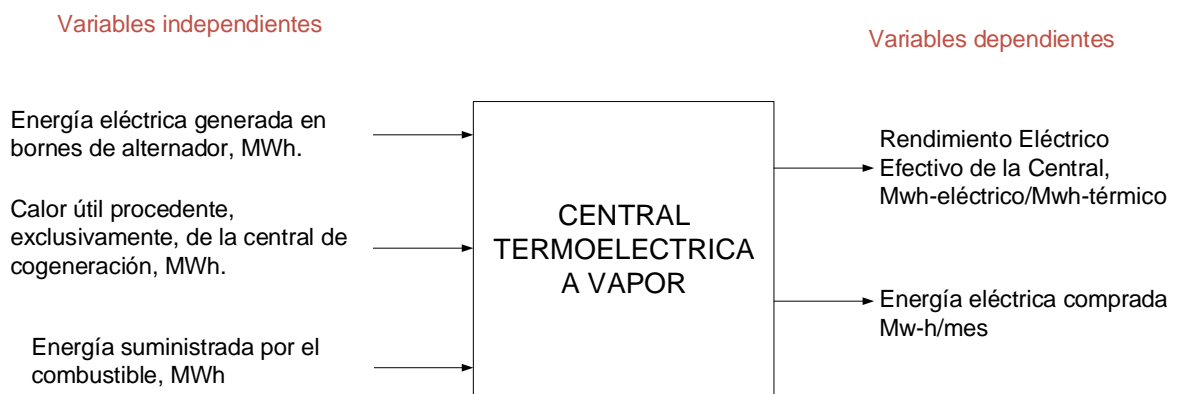 Variables independientes
Variables dependientes
Energía eléctrica generada en
bornes de alternador, MWh.
Calor útil procedente,
exclusivamente, de la central de
cogeneración, MWh.
Energía suministrada por el
combustible, MWh
CENTRAL
TERMOELECTRICA
A VAPOR
Rendimiento Eléctrico
Efectivo de la Central,
Mwh-eléctrico/Mwh-térmico
Energía eléctrica comprada
Mw-h/mes